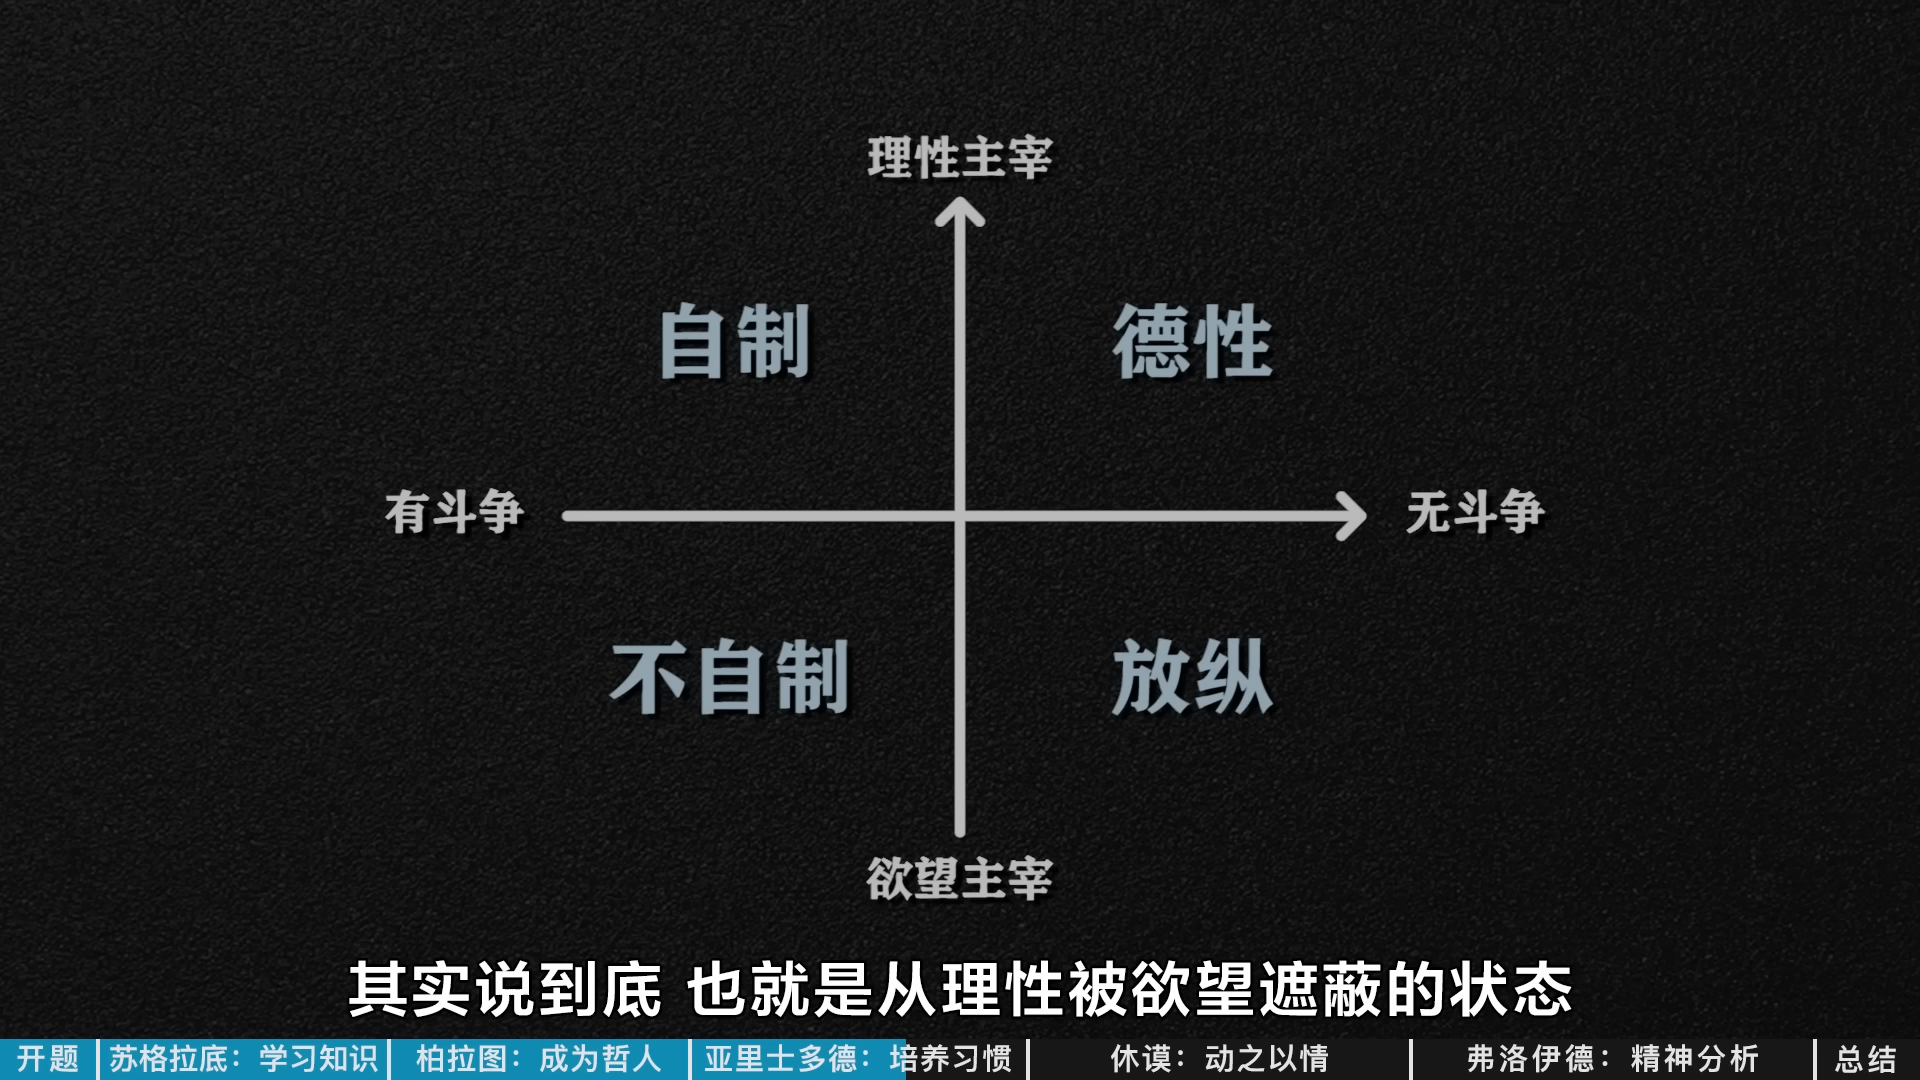 理性主宰
自制 德性
有斗争 无斗争
不自制 放纵
欲望主宰
其实说到底 也就是从理性被欲望遮蔽的状态
开题 苏格拉底：学习知识 柏拉图：成为哲人 亚里士多德：培养习惯 休谟：动之以情 弗洛伊德：精神分析 总结